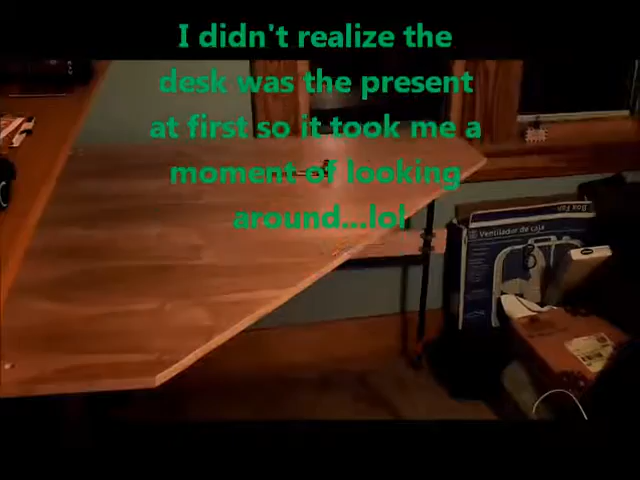 I didn't realize the
desk was the present
at first so it took me a
moment of looking
around...lol
Box Fan
Ventilador de caja